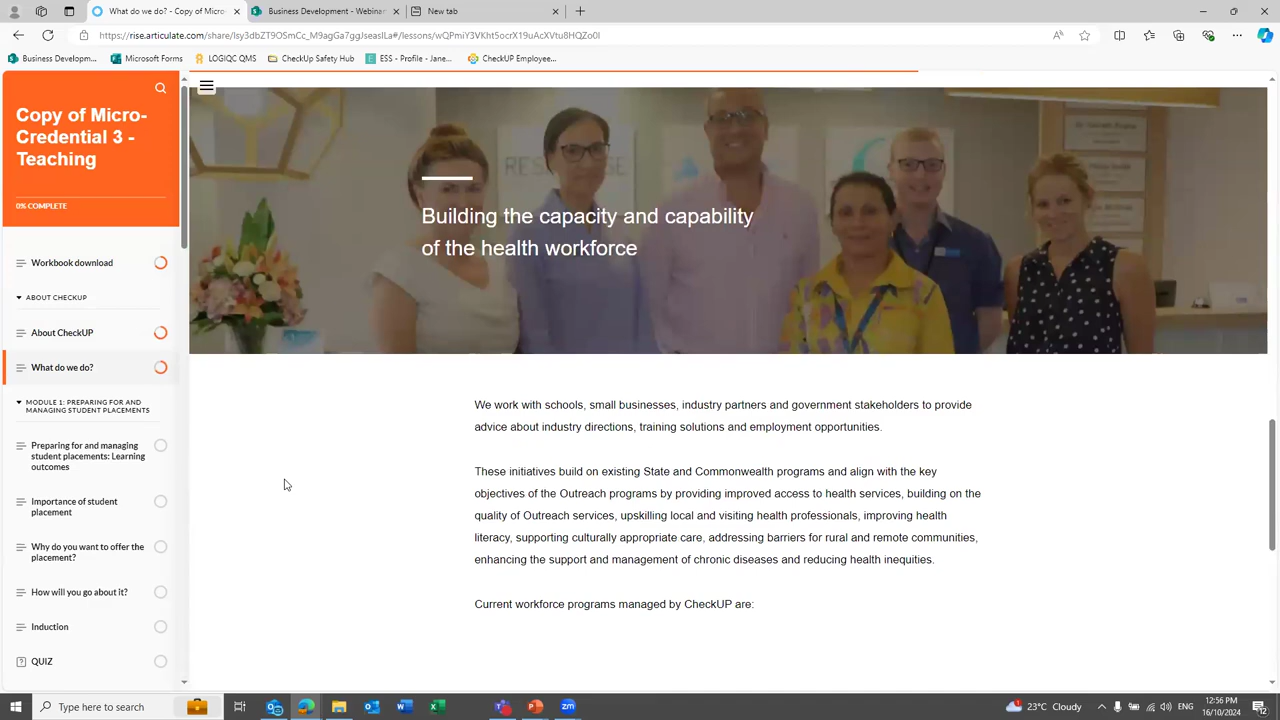 What do we do? - Copy of Micro-
Business Development - Webinar
New tab
https://rise.articulate.com/share/Isy3dbZT9OSmCc_M9agGa7ggJseaslLa#/lessons/wQPmiY3VKht5ocrX19uAcXVtu8HQZo0I
Business Developm...
Microsoft Forms
LOGIQC QMS
CheckUp Safety Hub
ESS - Profile - Jane...
CheckUP Employee...
Copy of Micro-
Credential 3 -
Teaching
0% COMPLETE
Workbook download
ABOUT CHECKUP
About CheckUP
What do we do?
MODULE 1: PREPARING FOR AND
MANAGING STUDENT PLACEMENTS
Preparing for and managing
student placements: Learning
outcomes
Importance of student
placement
Why do you want to offer the
placement?
How will you go about it?
Induction
QUIZ
Building the capacity and capability
of the health workforce
We work with schools, small businesses, industry partners and government stakeholders to provide
advice about industry directions, training solutions and employment opportunities.
These initiatives build on existing State and Commonwealth programs and align with the key
objectives of the Outreach programs by providing improved access to health services, building on the
quality of Outreach services, upskilling local and visiting health professionals, improving health
literacy, supporting culturally appropriate care, addressing barriers for rural and remote communities,
enhancing the support and management of chronic diseases and reducing health inequities.
Current workforce programs managed by CheckUP are:
Type here to search
23°C Cloudy
ENG
12:56 PM
16/10/2024